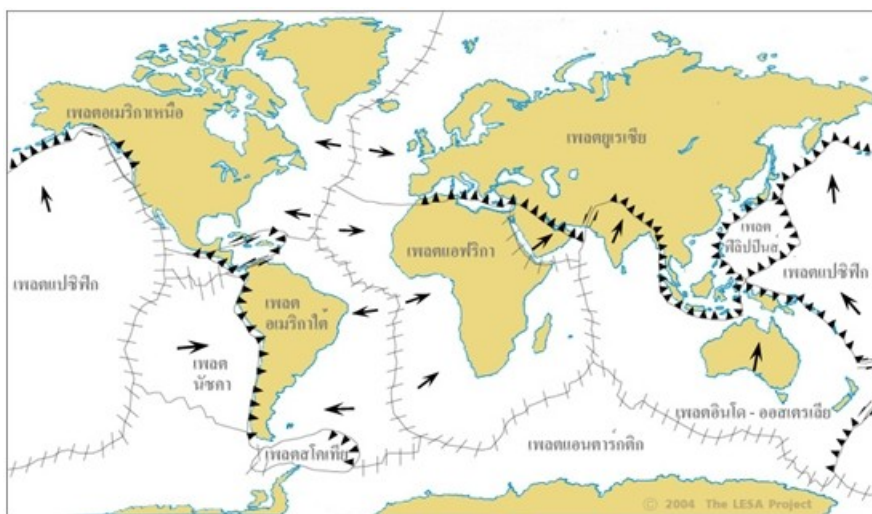 เพลตอเมริกาเหนือ
เพลตยูเรเซีย
เพลต
ฟิลิปปินส์
เพลตแอฟริกา
เพลตแปซิฟิก
เพลตแปซิฟิก
เพลต
อเมริกาใต้
เพลต
นัซคา
เพลตอินโด - ออสเตรเลีย
เพลตแอนตาร์กติก
เพลตสโคเทีย
© 2004 The LESA Project